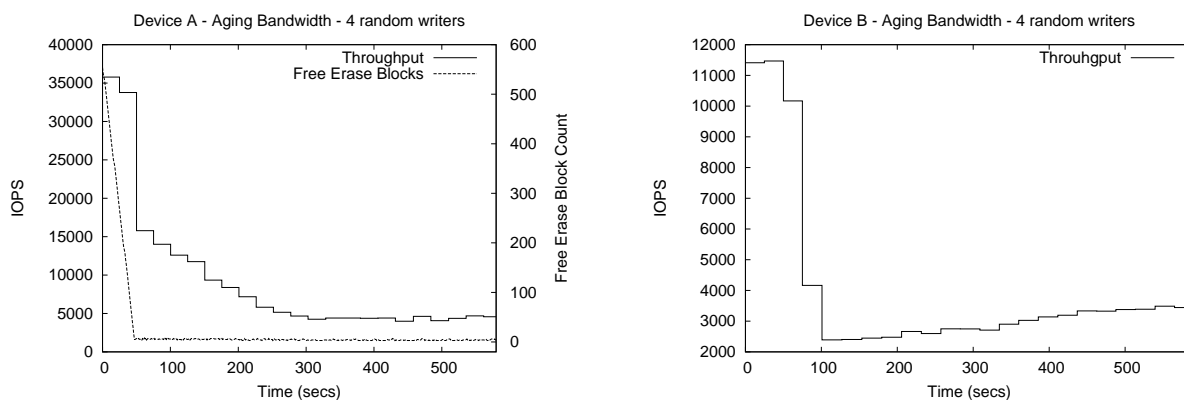 Device A - Aging Bandwidth - 4 random writers
40000
35000
30000
25000
20000
15000
10000
5000
0
IOPS
Throughput
Free Erase Blocks
600
500
400
300
200
100
0
Free Erase Block Count
0 100 200 300 400 500
Time (secs)
Device B - Aging Bandwidth - 4 random writers
12000
11000
10000
9000
8000
7000
6000
5000
4000
3000
2000
IOPS
Throuhgput
0 100 200 300 400 500
Time (secs)